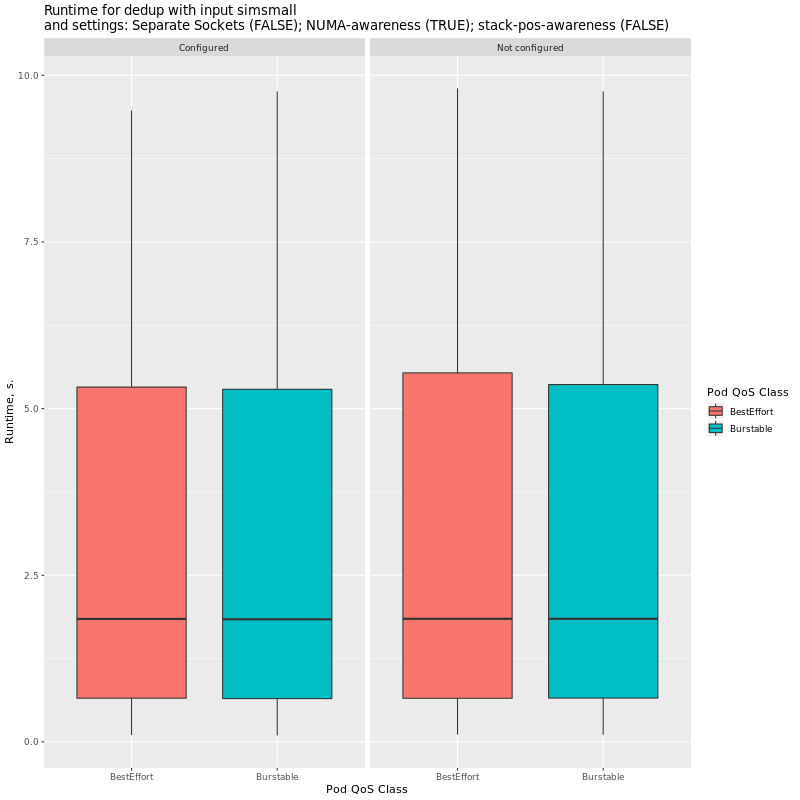 Runtime for dedup with input simsmall
and settings: Separate Sockets (FALSE); NUMA-awareness (TRUE); stack-pos-awareness (FALSE)
Configured
Not configured
10.0
7.5
5.0
2.5
0.0
Runtime, s.
BestEffort
Burstable
BestEffort
Burstable
Pod QoS Class
Pod QoS Class
BestEffort
Burstable